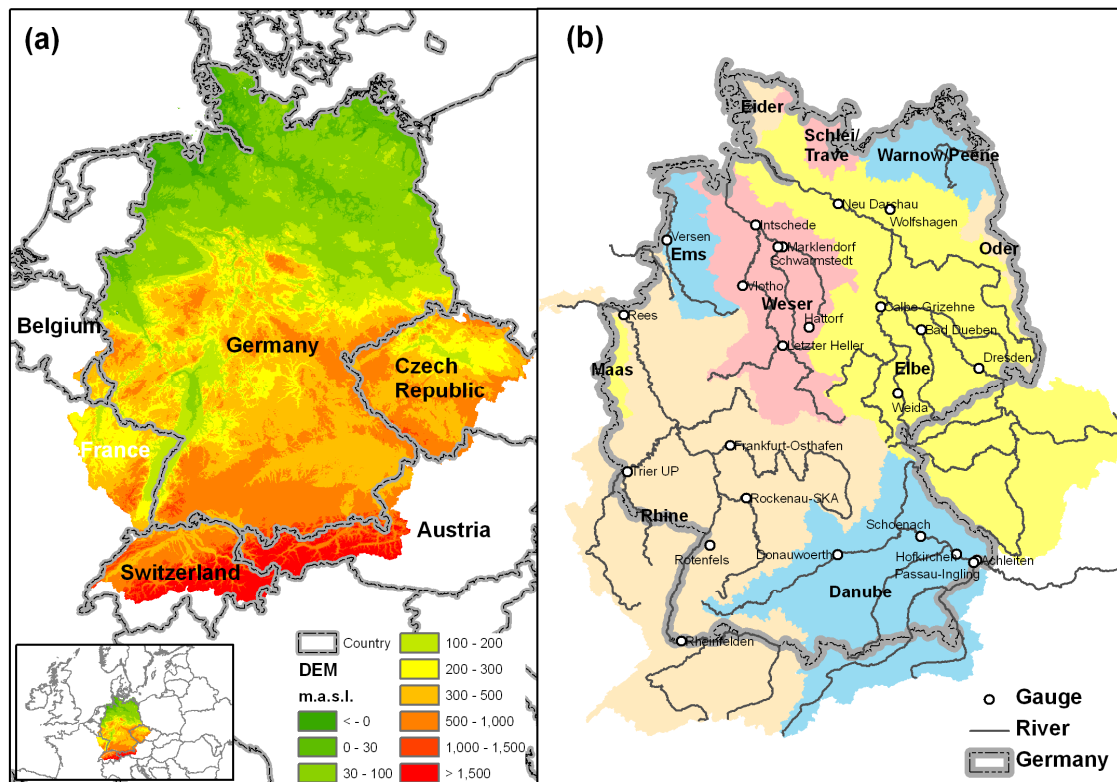 (a)
Belgium
Germany
Czech
Republic
France
Austria
Switzerland
Country
DEM
m.a.s.l.
< - 0
0 - 30
30 - 100
100 - 200
200 - 300
300 - 500
500 - 1,000
1,000 - 1,500
> 1,500
(b)
Eider
Schlei/
Trave
Warnow/Peene
Neu Darchau
Wolfshagen
Intschede
Versen
Ems
Marklendorf
Schwarmstedt
Oder
Vlotho
Weser
Rees
Hattorf
Calbe-Grizehne
Bad Dueben
Letzter Heller
Maas
Elbe
Dresden
Weida
Frankfurt-Osthafen
Trier UP
Rockenau-SKA
Rhine
Schoenach
Rotenfels
Donauwoerth
Hofkirchen
Achleiten
Passau-Ingling
Danube
Rheinfelden
Gauge
River
Germany